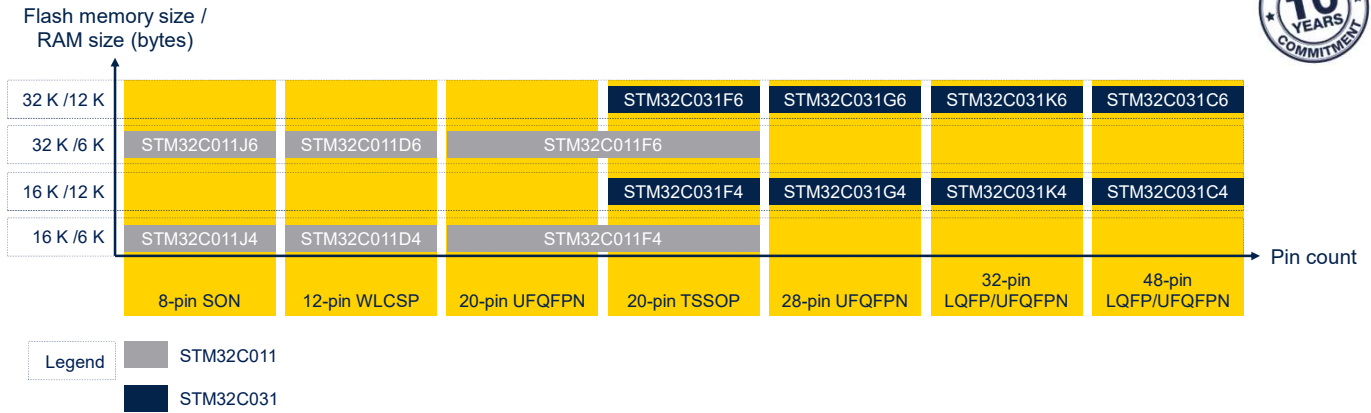 Flash memory size /
RAM size (bytes)
10
YEARS
COMMITMENT
32 K /12 K
STM32C031F6
STM32C031G6
STM32C031K6
STM32C031C6
32 K /6 K
STM32C011J6
STM32C011D6
STM32C011F6
16 K /12 K
STM32C031F4
STM32C031G4
STM32C031K4
STM32C031C4
16 K /6 K
STM32C011J4
STM32C011D4
STM32C011F4
Pin count
8-pin SON
12-pin WLCSP
20-pin UFQFPN
20-pin TSSOP
28-pin UFQFPN
32-pin
LQFP/UFQFPN
48-pin
LQFP/UFQFPN
Legend
STM32C011
STM32C031